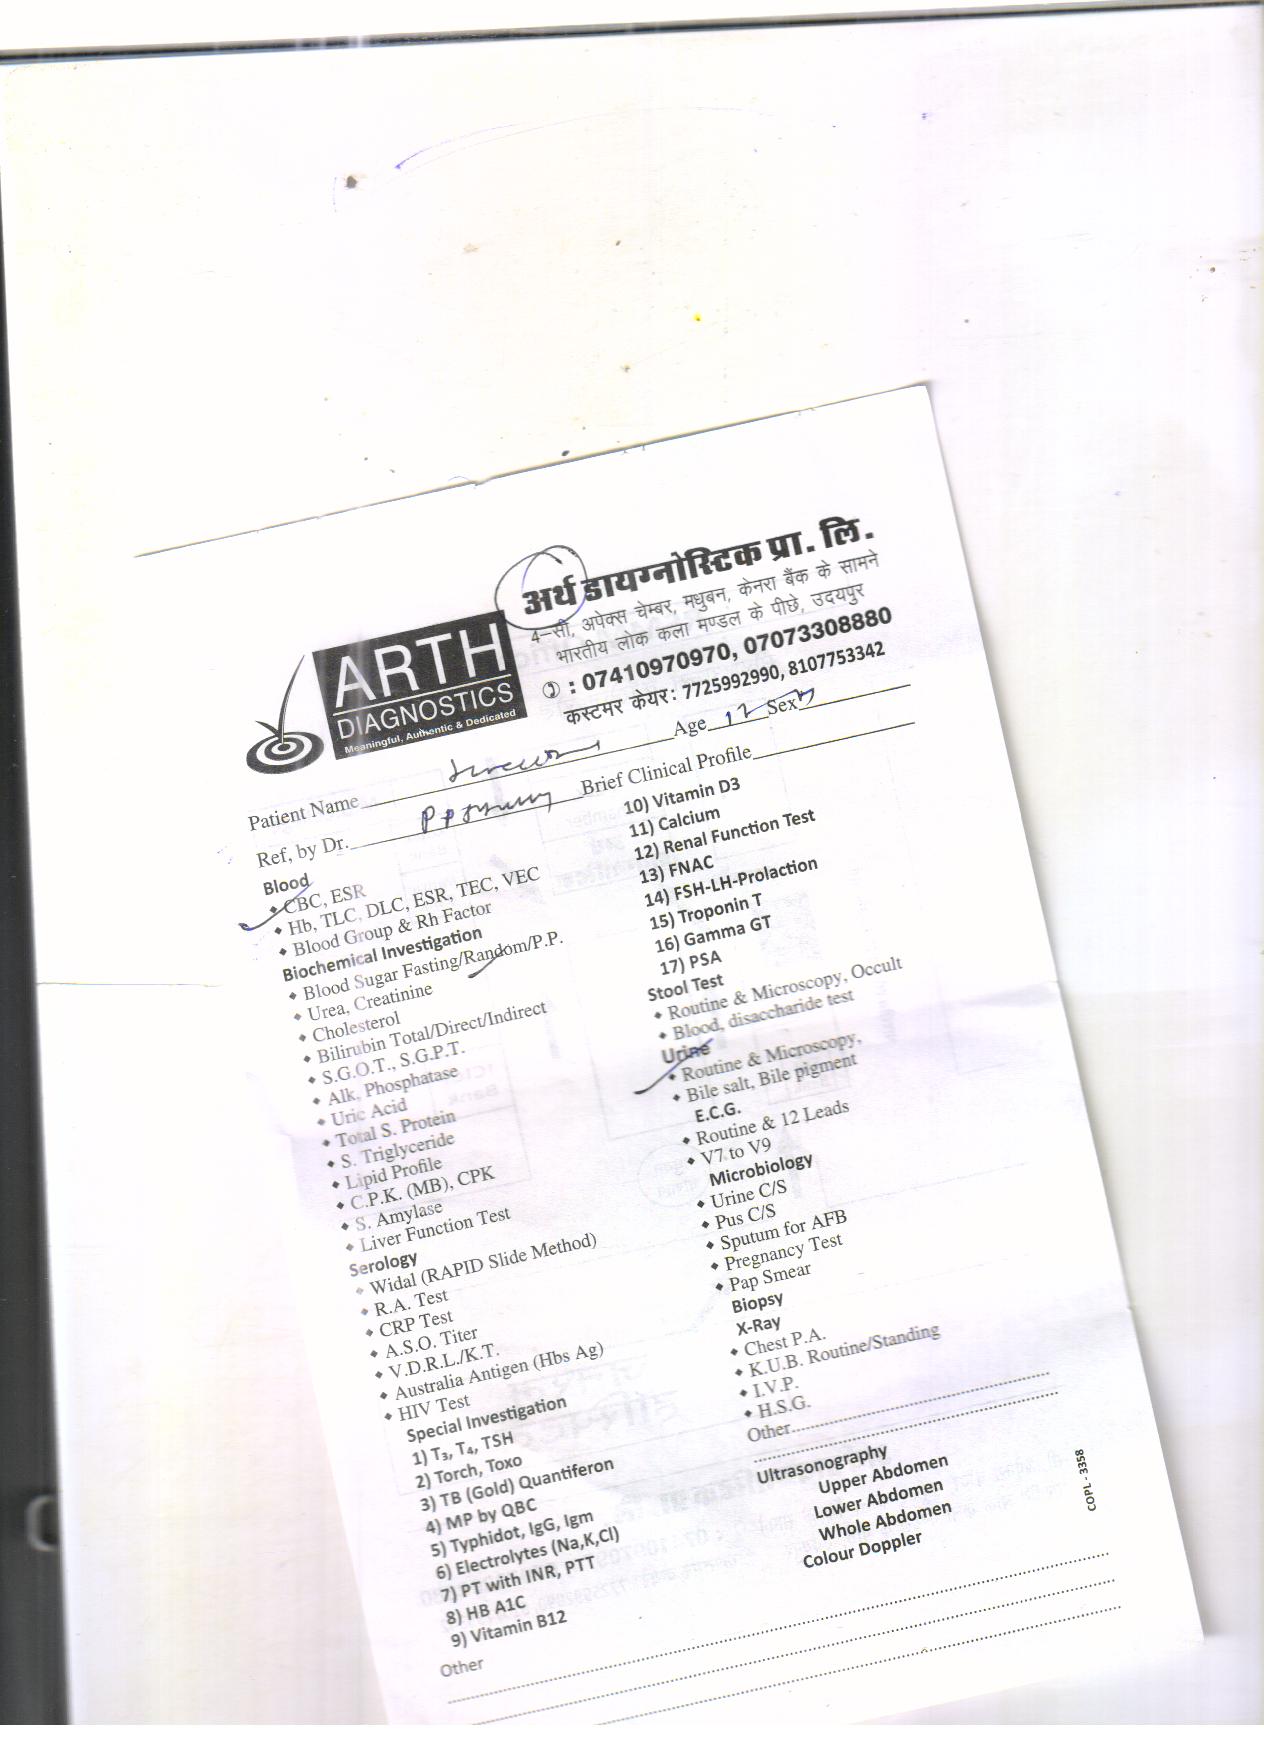 अर्थ डायग्नोस्टिक प्रा. लि.
4–सी, अपेक्स चेम्बर, मधुबन, केनरा बैंक के सामने
भारतीय लोक कला मण्डल के पीछे, उदयपुर
: 07410970970, 07073308880
कस्टमर केयर: 7725992990, 8107753342
ARTH
DIAGNOSTICS
Meaningful, Authentic & Dedicated
Patient Name Age 12 Sex
Ref, by Dr. Brief Clinical Profile
Blood
CBC, ESR
Hb, TLC, DLC, ESR, TEC, VEC
Blood Group & Rh Factor
Biochemical Investigation
Blood Sugar Fasting/Random/P.P.
Urea, Creatinine
Cholesterol
Bilirubin Total/Direct/Indirect
S.G.O.T., S.G.P.T.
Alk, Phosphatase
Uric Acid
Total S. Protein
S. Triglyceride
Lipid Profile
C.P.K. (MB), CPK
S. Amylase
Liver Function Test
Serology
Widal (RAPID Slide Method)
R.A. Test
CRP Test
A.S.O. Titer
V.D.R.L./K.T.
Australia Antigen (Hbs Ag)
HIV Test
Special Investigation
1) T3, T4, TSH
2) Torch, Toxo
3) TB (Gold) Quantiferon
4) MP by QBC
5) Typhidot, IgG, Igm
6) Electrolytes (Na,K,Cl)
7) PT with INR, PTT
8) HB A1C
9) Vitamin B12
Other
10) Vitamin D3
11) Calcium
12) Renal Function Test
13) FNAC
14) FSH-LH-Prolaction
15) Troponin T
16) Gamma GT
17) PSA
Stool Test
Routine & Microscopy, Occult
Blood, disaccharide test
Urine
Routine & Microscopy,
Bile salt, Bile pigment
E.C.G.
Routine & 12 Leads
V7 to V9
Microbiology
Urine C/S
Pus C/S
Sputum for AFB
Pregnancy Test
Pap Smear
Biopsy
X-Ray
Chest P.A.
K.U.B. Routine/Standing
I.V.P.
H.S.G.
Other
Ultrasonography
Upper Abdomen
Lower Abdomen
Whole Abdomen
Colour Doppler
COPL - 3358